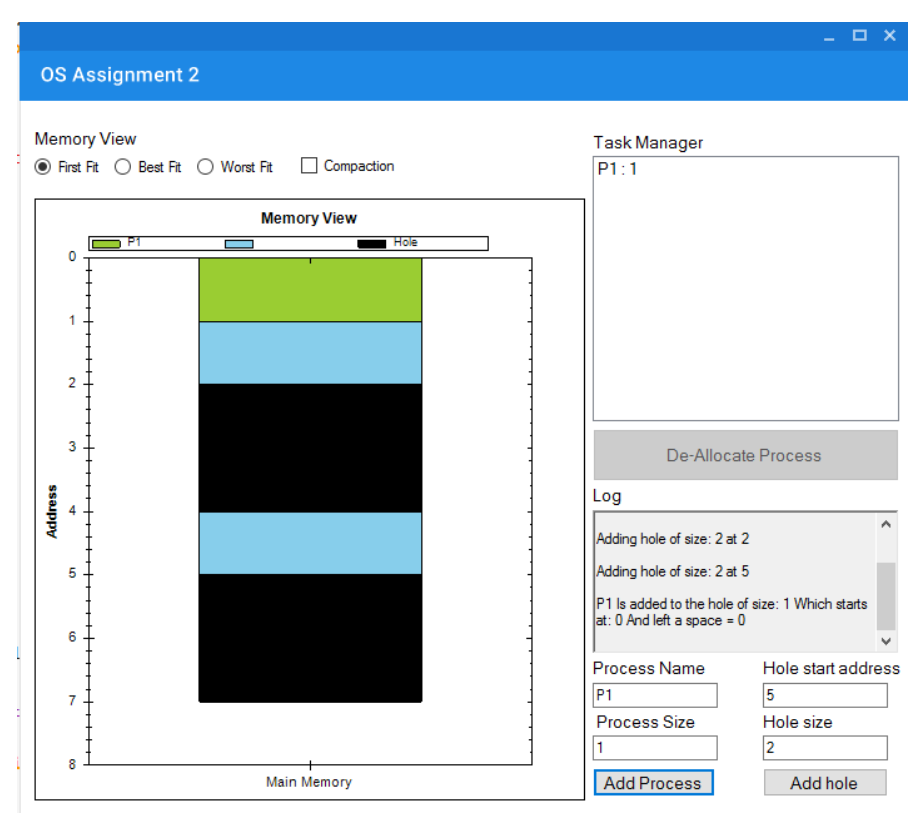 OS Assignment 2
Memory View
First Fit
Best Fit
Worst Fit
Compaction
Memory View
P1
Hole
0
1
2
3
4
5
6
7
8
Address
Main Memory
Task Manager
P1 : 1
De-Allocate Process
Log
Adding hole of size: 2 at 2
Adding hole of size: 2 at 5
P1 Is added to the hole of size: 1 Which starts
at: 0 And left a space = 0
Process Name
Hole start address
P1
5
Process Size
Hole size
1
2
Add Process
Add hole